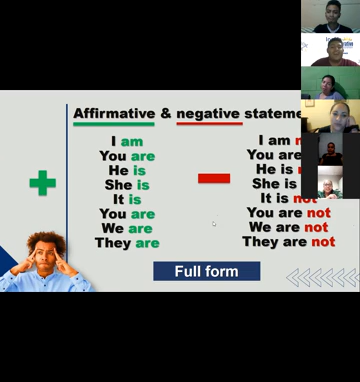 Affirmative & negative
I am
You are
He is
She is
It is
You are
We are
They are
I am
You are
He is
She is
It is not
You are not
We are not
They are not
Full form